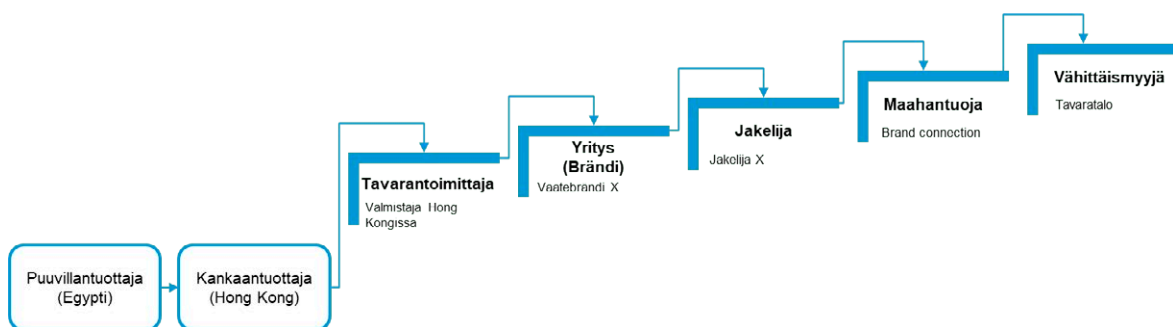 Puuvillantuottaja
(Egypti)
Kankaantuottaja
(Hong Kong)
Tavarantoimittaja
Valmistaja Hong
Kongissa
Yritys
(Brändi)
Vaatebrändi X
Jakelija
Jakelija X
Maahantuoja
Brand connection
Vähittäismyyjä
Tavaratalo